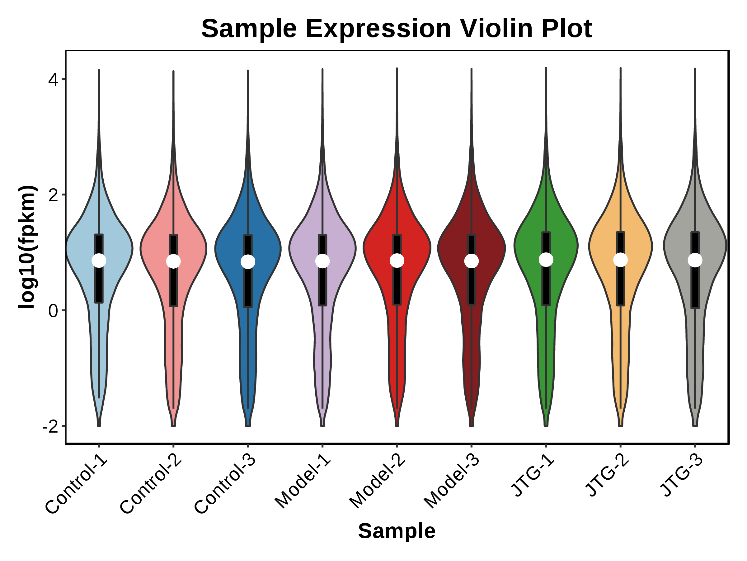 Sample Expression Violin Plot
log10(fpkm)
4
2
0
-2
Control-1
Control-2
Control-3
Model-1
Model-2
Model-3
JTG-1
JTG-2
JTG-3
Sample